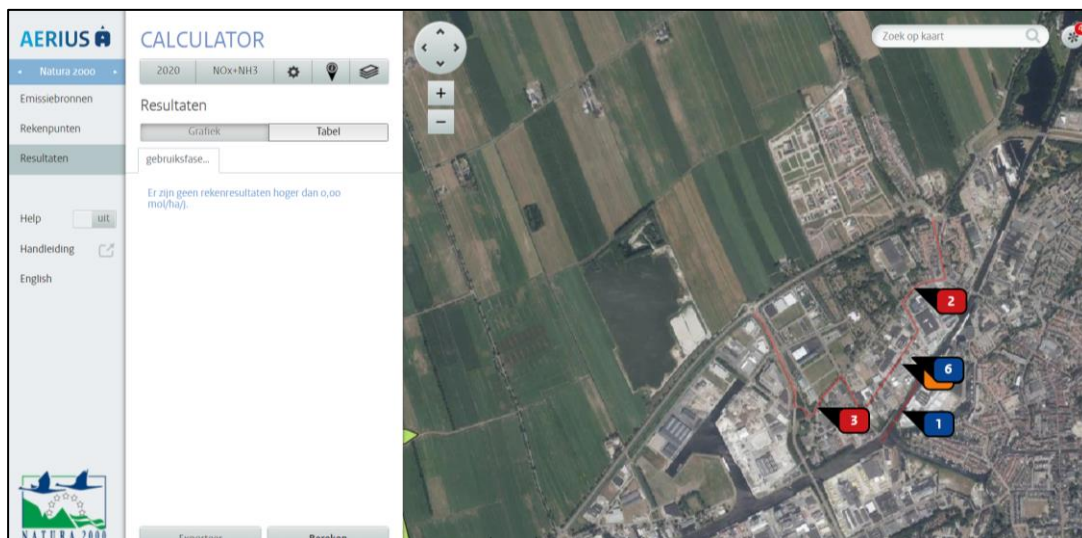 AERIUS
Natura 2000
Emissiebronnen
Rekenpunten
Resultaten
Help
uit
Handleiding
English
NATURA 2000
CALCULATOR
2020
NOx+NH3
Resultaten
Grafiek
Tabel
gebruiksfase...
Er zijn geen rekenresultaten hoger dan 0,00
mol/ha/j.
Exporteer
Bereken
Zoek op kaart
2
6
3
1